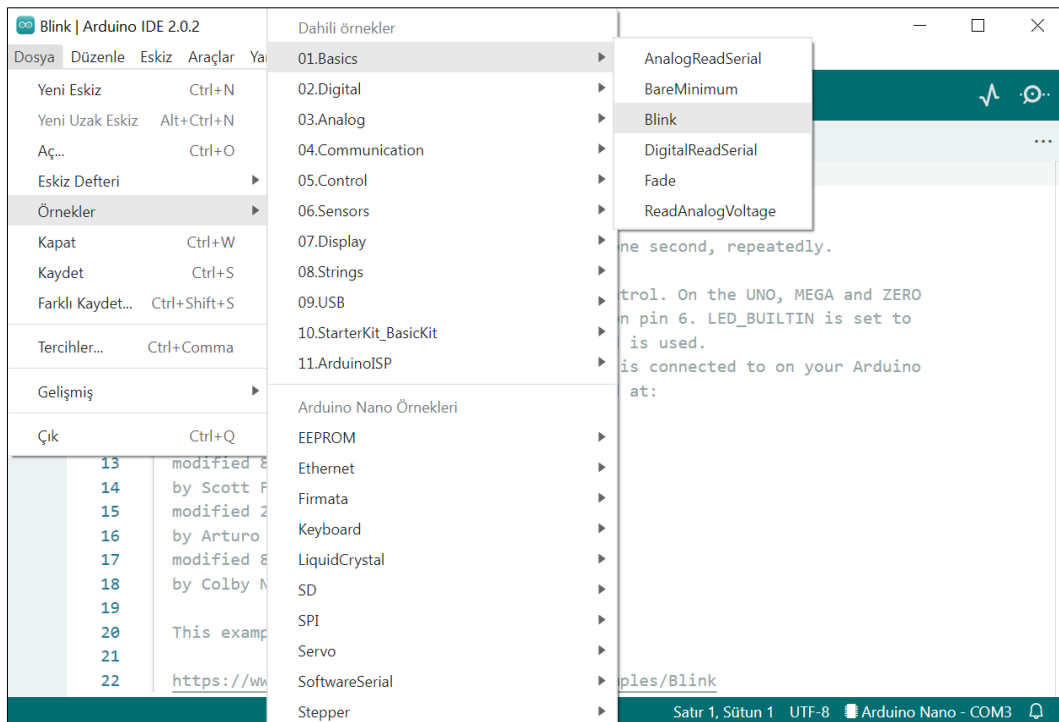 Blink | Arduino IDE 2.0.2
Dosya Düzenle Eskiz Araçlar
Yeni Eskiz Ctrl+N
Yeni Uzak Eskiz Alt+Ctrl+N
Aç... Ctrl+O
Eskiz Defteri
Örnekler
Kapat Ctrl+W
Kaydet Ctrl+S
Farklı Kaydet... Ctrl+Shift+S
Tercihler... Ctrl+Comma
Gelişmiş
Çık Ctrl+Q
Dahili örnekler
01.Basics
02.Digital
03.Analog
04.Communication
05.Control
06.Sensors
07.Display
08.Strings
09.USB
10.StarterKit_BasicKit
11.ArduinoISP
Arduino Nano Örnekleri
EEPROM
Ethernet
Firmata
Keyboard
LiquidCrystal
SD
SPI
Servo
SoftwareSerial
Stepper
AnalogReadSerial
BareMinimum
Blink
DigitalReadSerial
Fade
ReadAnalogVoltage
one second, repeatedly.
trol. On the UNO, MEGA and ZERO
n pin 6. LED_BUILTIN is set to
is used.
is connected to on your Arduino
at:
13 modified 8
14 by Scott F
15 modified 2
16 by Arturo
17 modified 8
18 by Colby N
19
20 This examp
21
22 https://ww ples/Blink
Satır 1, Sütun 1 UTF-8 Arduino Nano - COM3